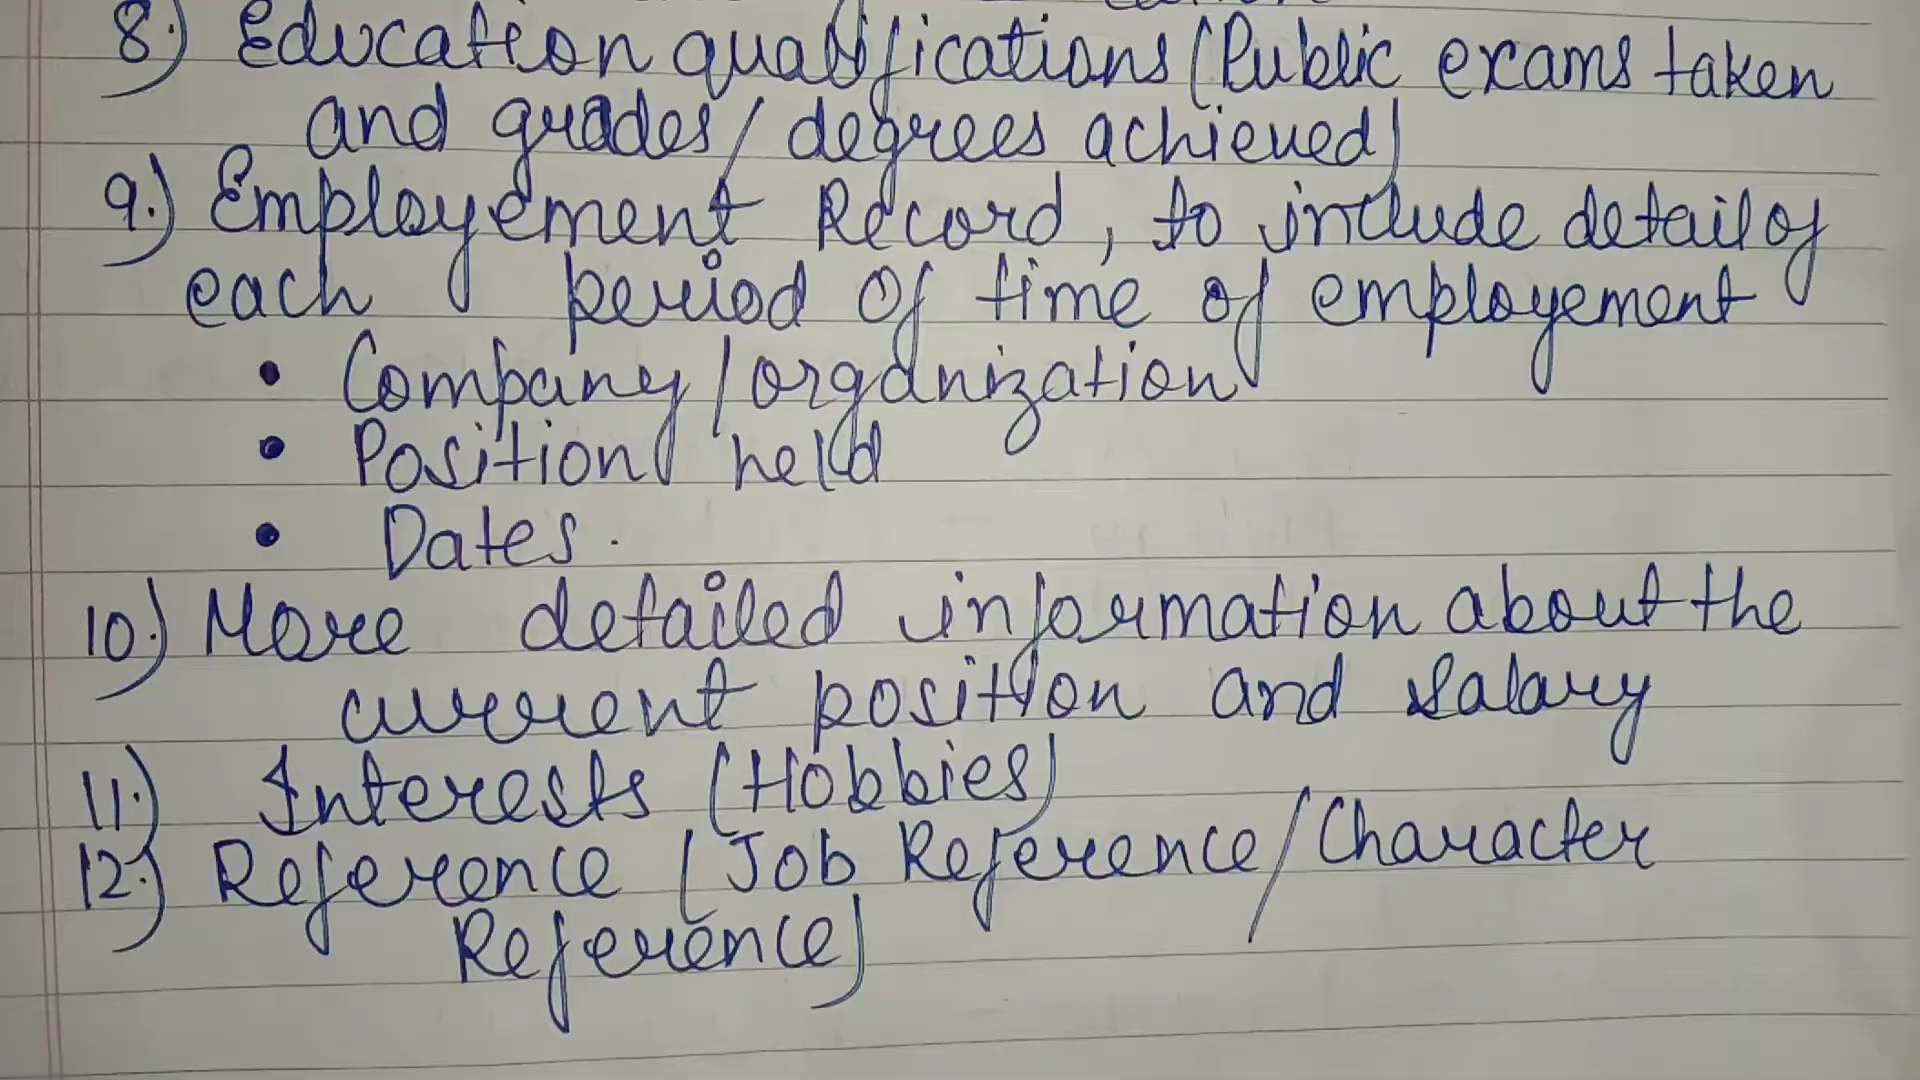 8.) Education qualifications (Public exams taken
and grades/degrees achieved)
9.) Employement Record, to include detail of
each period of time of employement
• Company/organization
• Position held
• Dates.
10.) More detailed information about the
current position and salary
11.) Interests (Hobbies)
12.) Reference (Job Reference/Character
Reference)